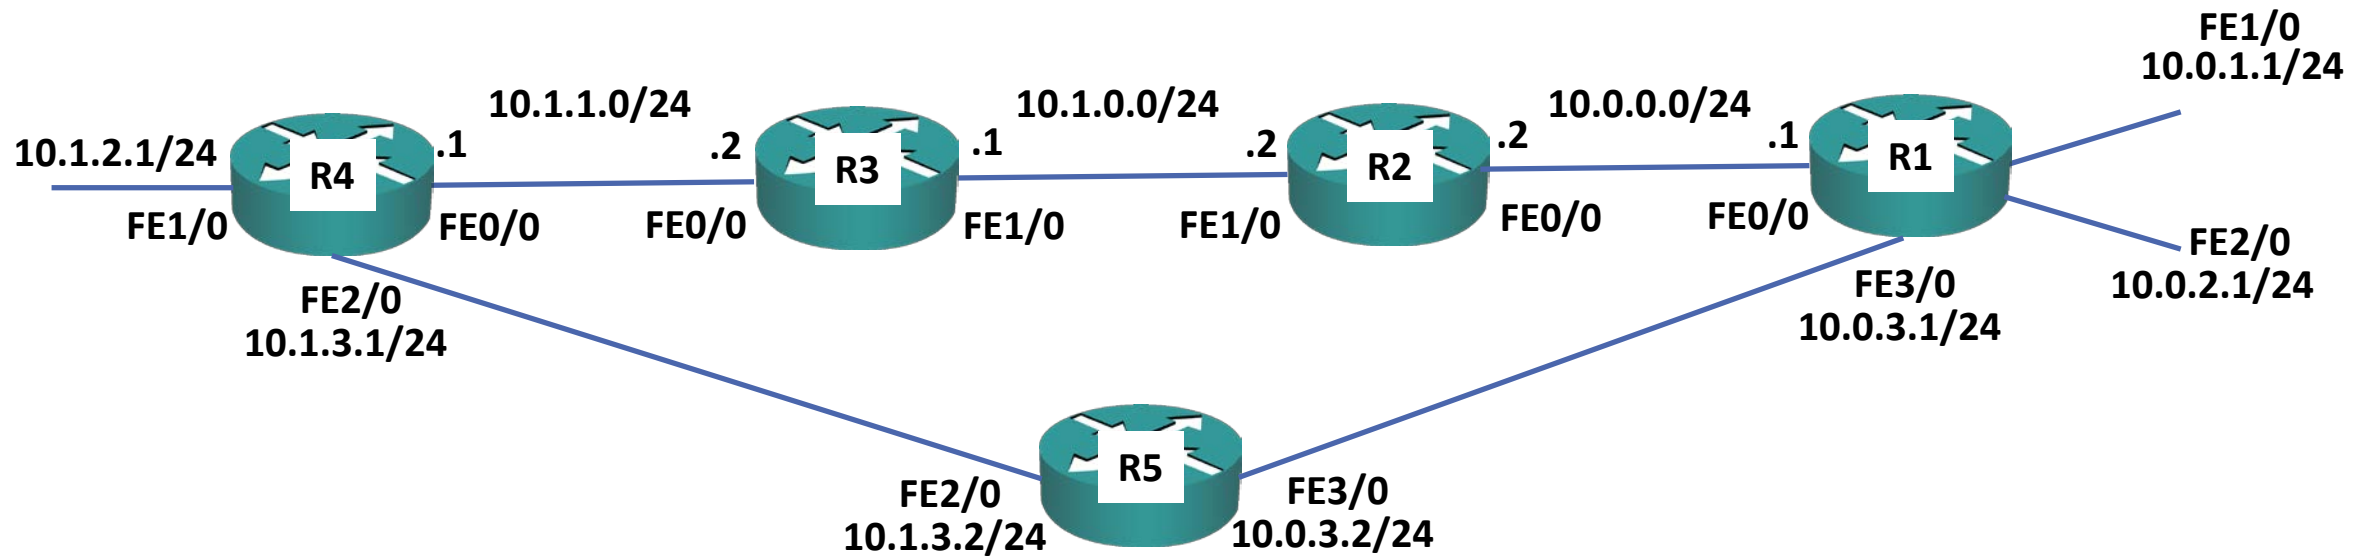 FE1/0
10.0.1.1/24
10.1.1.0/24
10.1.0.0/24
10.0.0.0/24
10.1.2.1/24
.1
.2
.1
.2
.2
.1
R4
R3
R2
R1
FE1/0
FE0/0
FE0/0
FE1/0
FE1/0
FE0/0
FE0/0
FE2/0
10.0.2.1/24
FE2/0
10.1.3.1/24
FE3/0
10.0.3.1/24
R5
FE2/0
10.1.3.2/24
FE3/0
10.0.3.2/24